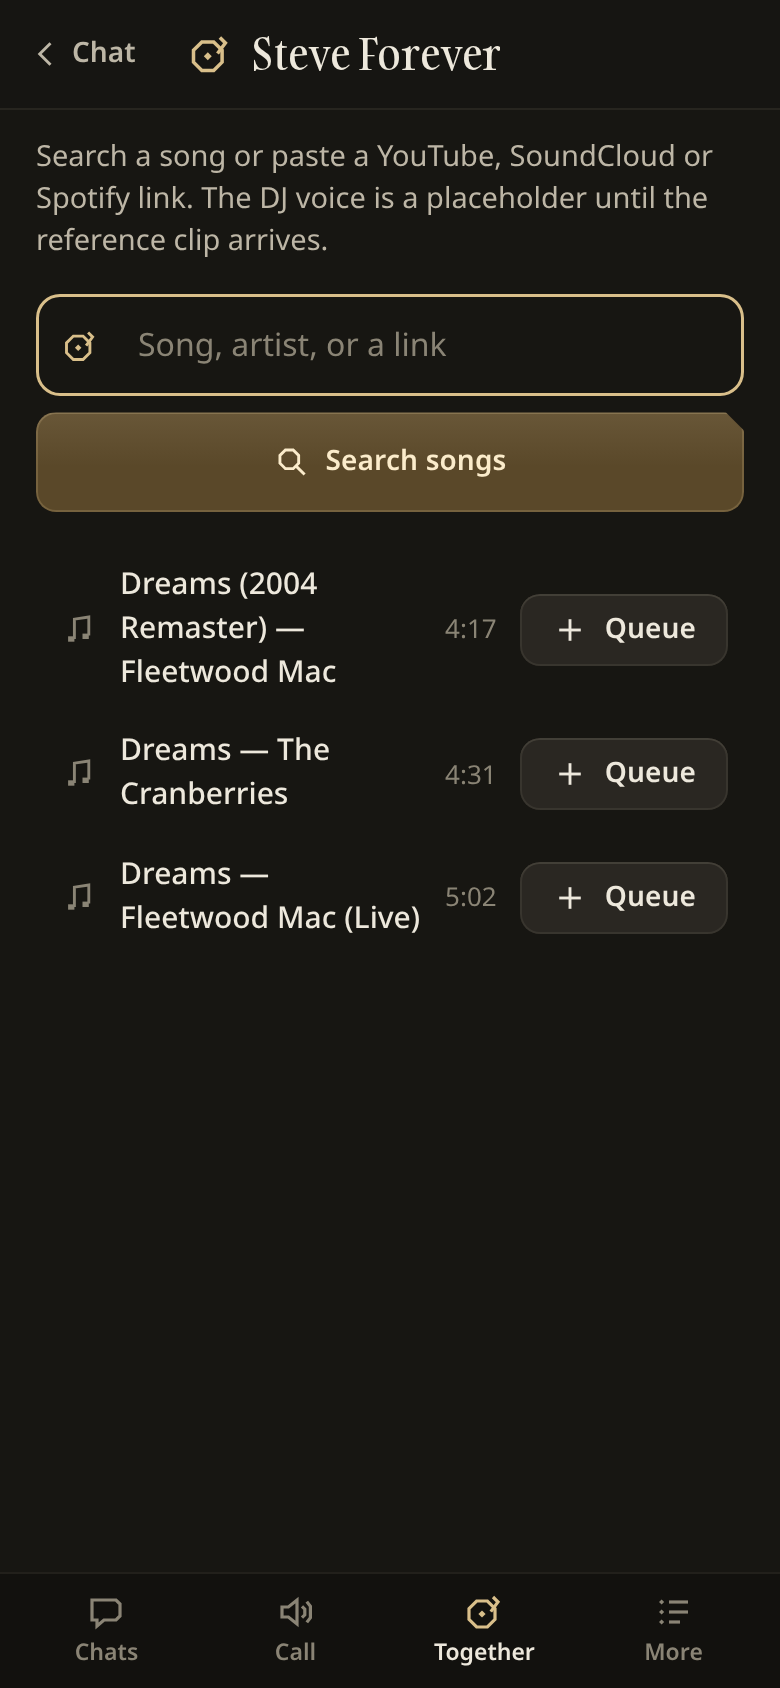 Chat
Steve Forever
Search a song or paste a YouTube, SoundCloud or
Spotify link. The DJ voice is a placeholder until the
reference clip arrives.
Song, artist, or a link
Search songs
Dreams (2004
Remaster) —
Fleetwood Mac
4:17
Queue
Dreams — The
Cranberries
4:31
Queue
Dreams —
Fleetwood Mac (Live)
5:02
Queue
Chats
Call
Together
More